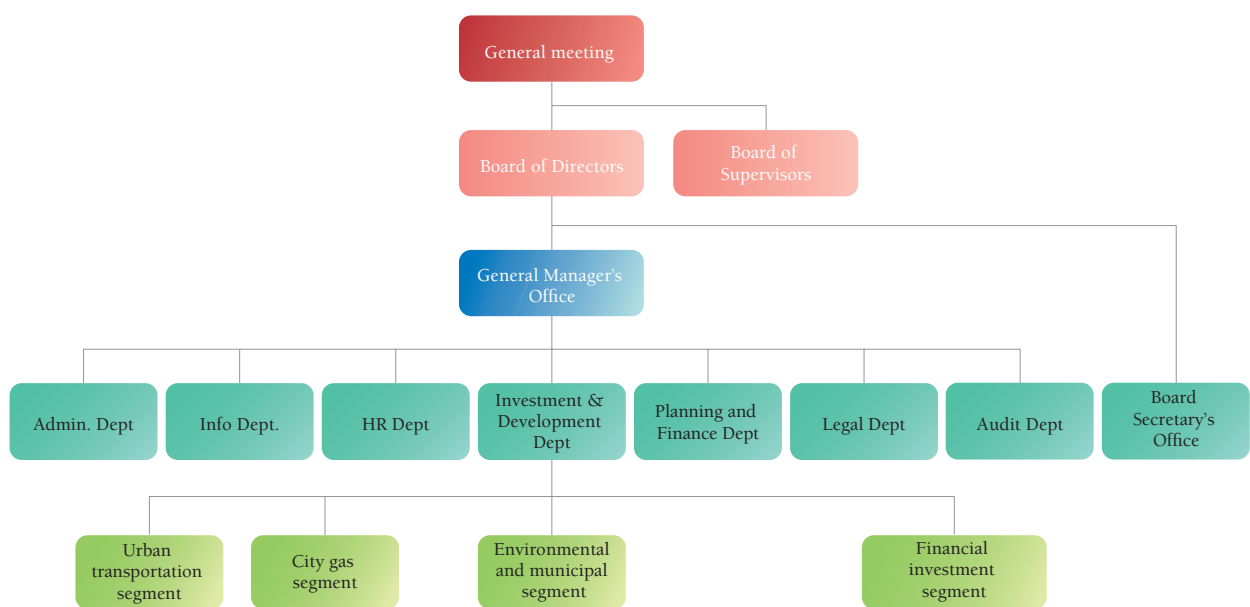 General meeting
Board of Directors
Board of
Supervisors
General Manager's
Office
Admin. Dept
Info Dept.
HR Dept
Investment &
Development
Dept
Planning and
Finance Dept
Legal Dept
Audit Dept
Board
Secretary's
Office
Urban
transportation
segment
City gas
segment
Environmental
and municipal
segment
Financial
investment
segment